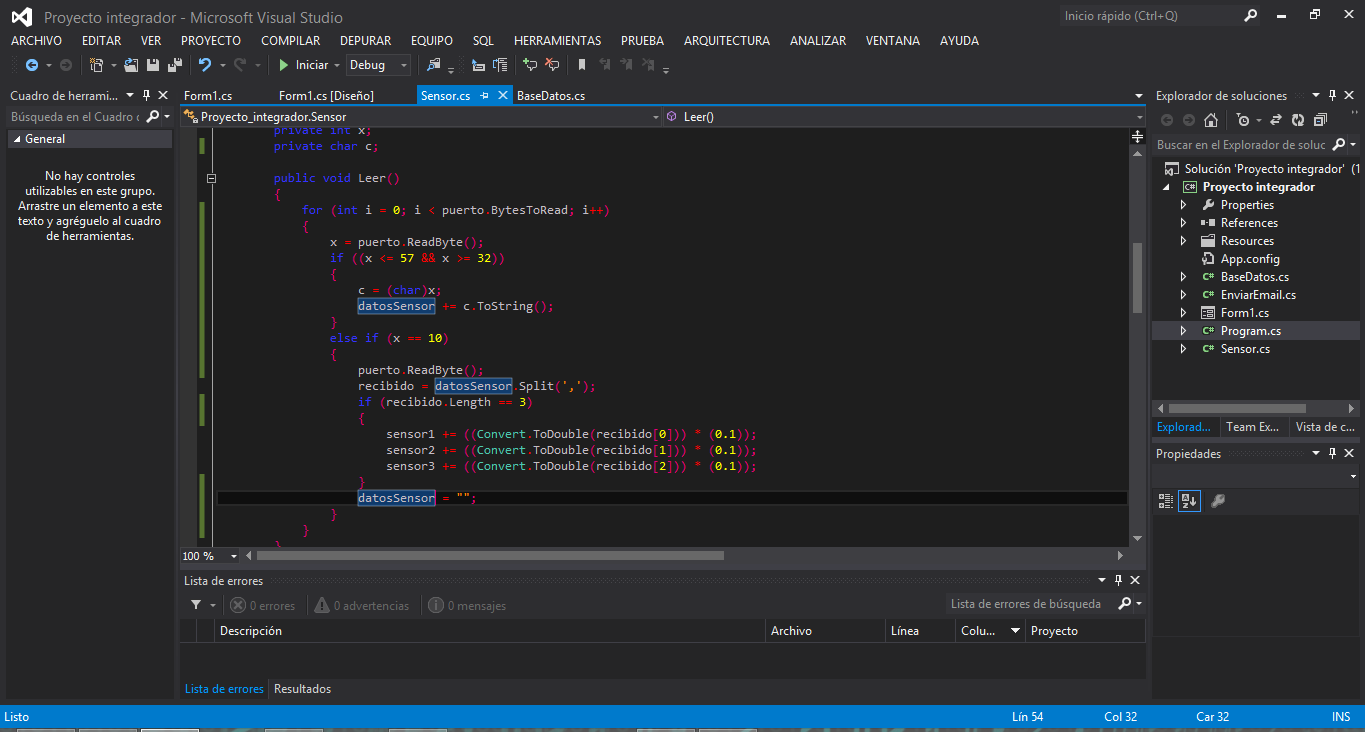 Proyecto integrador - Microsoft Visual Studio
Inicio rápido (Ctrl+Q)
ARCHIVO EDITAR VER PROYECTO COMPILAR DEPURAR EQUIPO SQL HERRAMIENTAS PRUEBA ARQUITECTURA ANALIZAR VENTANA AYUDA
Iniciar Debug
Cuadro de herrami...
Búsqueda en el Cuadro
General
No hay controles
utilizables en este grupo.
Arrastre un elemento a este
texto y agréguelo al cuadro
de herramientas.
Form1.cs Form1.cs [Diseño] Sensor.cs BaseDatos.cs
Proyecto_integrador.Sensor Leer()
private int x;
private char c;
public void Leer()
{
for (int i = 0; i < puerto.BytesToRead; i++)
{
x = puerto.ReadByte();
if ((x <= 57 && x >= 32))
{
c = (char)x;
datosSensor += c.ToString();
}
else if (x == 10)
{
puerto.ReadByte();
recibido = datosSensor.Split(',');
if (recibido.Length == 3)
{
sensor1 += ((Convert.ToDouble(recibido[0])) * (0.1));
sensor2 += ((Convert.ToDouble(recibido[1])) * (0.1));
sensor3 += ((Convert.ToDouble(recibido[2])) * (0.1));
}
datosSensor = "";
}
}
}
100 %
Lista de errores
0 errores 0 advertencias 0 mensajes
Lista de errores de búsqueda
Descripción Archivo Línea Colu... Proyecto
Lista de errores Resultados
Explorador de soluciones
Buscar en el Explorador de soluc
Solución 'Proyecto integrador' (1
Proyecto integrador
Properties
References
Resources
App.config
BaseDatos.cs
EnviarEmail.cs
Form1.cs
Program.cs
Sensor.cs
Explorad... Team Ex... Vista de c...
Propiedades
Listo Lín 54 Col 32 Car 32 INS